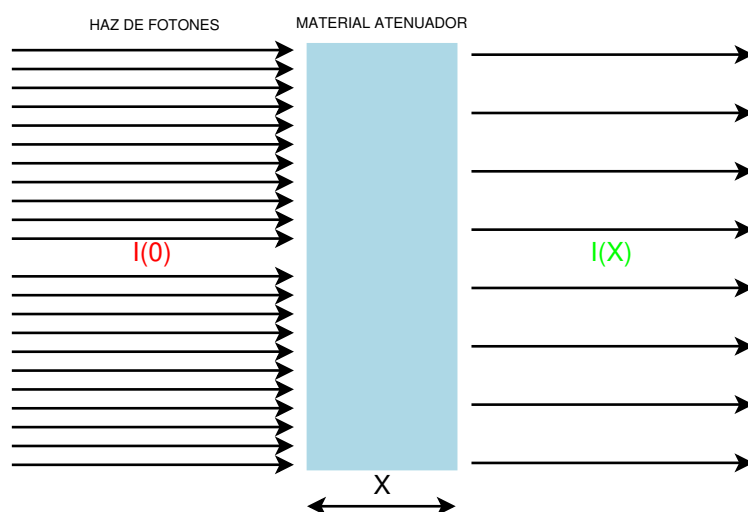 HAZ DE FOTONES
MATERIAL ATENUADOR
I(0)
I(X)
X